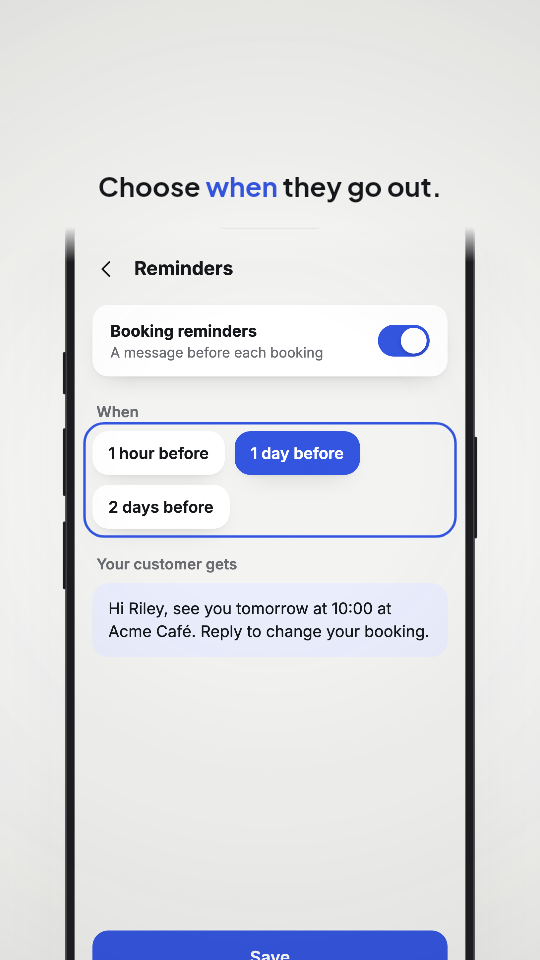 Choose when they go out.
Reminders
Booking reminders
A message before each booking
When
1 hour before
1 day before
2 days before
Your customer gets
Hi Riley, see you tomorrow at 10:00 at
Acme Café. Reply to change your booking.
Save